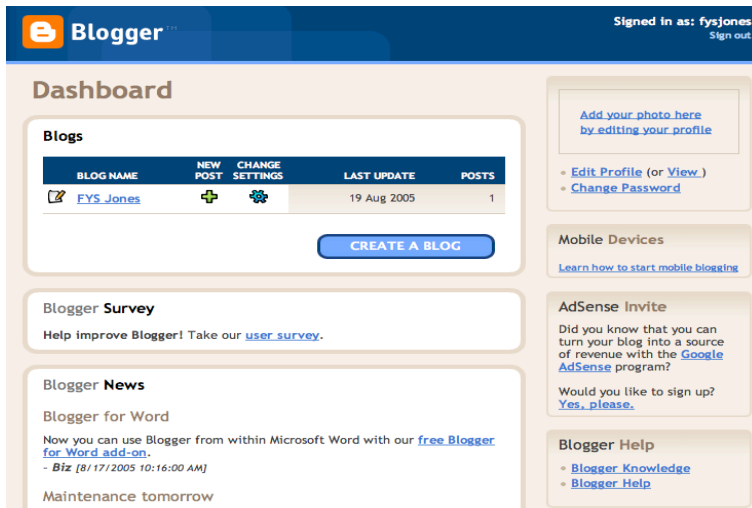 Blogger™
Signed in as: fysjones
Sign out
Dashboard
Blogs
BLOG NAME NEW POST CHANGE SETTINGS LAST UPDATE POSTS
FYS Jones 19 Aug 2005 1
CREATE A BLOG
Blogger Survey
Help improve Blogger! Take our user survey.
Blogger News
Blogger for Word
Now you can use Blogger from within Microsoft Word with our free Blogger
for Word add-on.
- Biz [8/17/2005 10:16:00 AM]
Maintenance tomorrow
Add your photo here
by editing your profile
Edit Profile (or View )
Change Password
Mobile Devices
Learn how to start mobile blogging
AdSense Invite
Did you know that you can
turn your blog into a source
of revenue with the Google
AdSense program?
Would you like to sign up?
Yes, please.
Blogger Help
Blogger Knowledge
Blogger Help